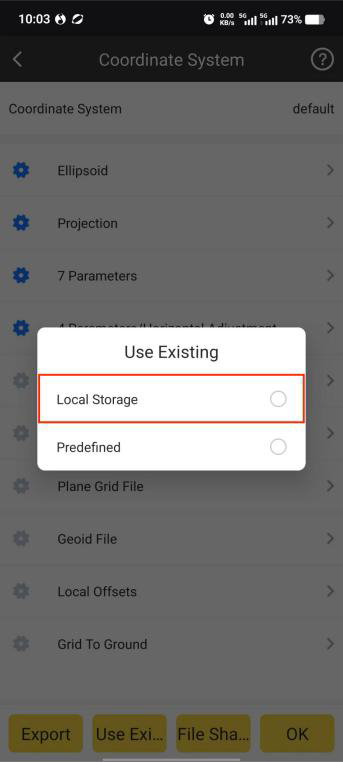 10:03 0.00 KB/s 5G 5G 73%
Coordinate System ?
Coordinate System default
Ellipsoid
Projection
7 Parameters
4 Parameters/Horizontal Adjustment
Use Existing
Local Storage
Predefined
Plane Grid File
Geoid File
Local Offsets
Grid To Ground
Export Use Exi... File Sha... OK